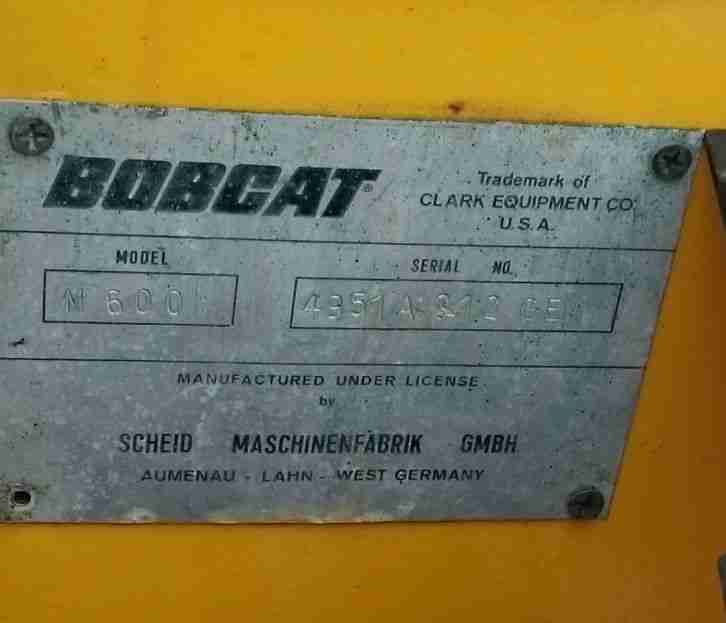 BOBCAT®
Trademark of
CLARK EQUIPMENT CO.
U.S.A.
MODEL
M 600
SERIAL NO.
MANUFACTURED UNDER LICENSE
by
SCHEID MASCHINENFABRIK GMBH
AUMENAU - LAHN - WEST GERMANY